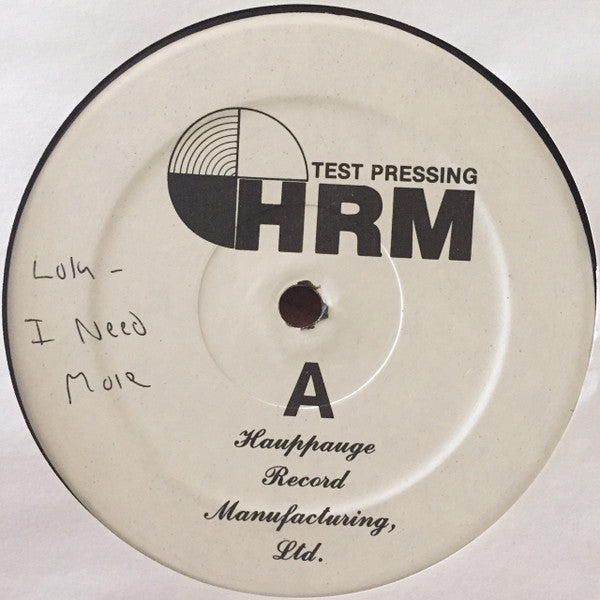 TEST PRESSING
HRM
Lola -
I Need
More
A
Hauppauge
Record
Manufacturing,
Ltd.